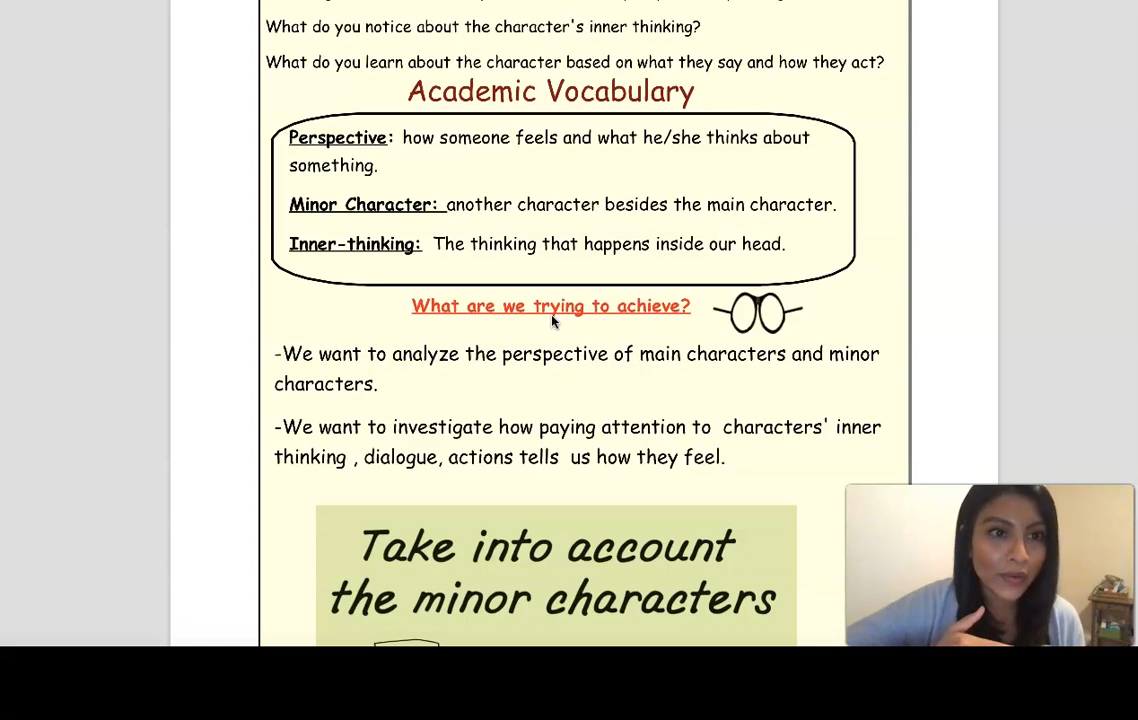 What do you notice about the character's inner thinking?
What do you learn about the character based on what they say and how they act?
Academic Vocabulary
Perspective: how someone feels and what he/she thinks about
something.
Minor Character: another character besides the main character.
Inner-thinking: The thinking that happens inside our head.
What are we trying to achieve?
-We want to analyze the perspective of main characters and minor
characters.
-We want to investigate how paying attention to characters' inner
thinking , dialogue, actions tells us how they feel.
Take into account
the minor characters